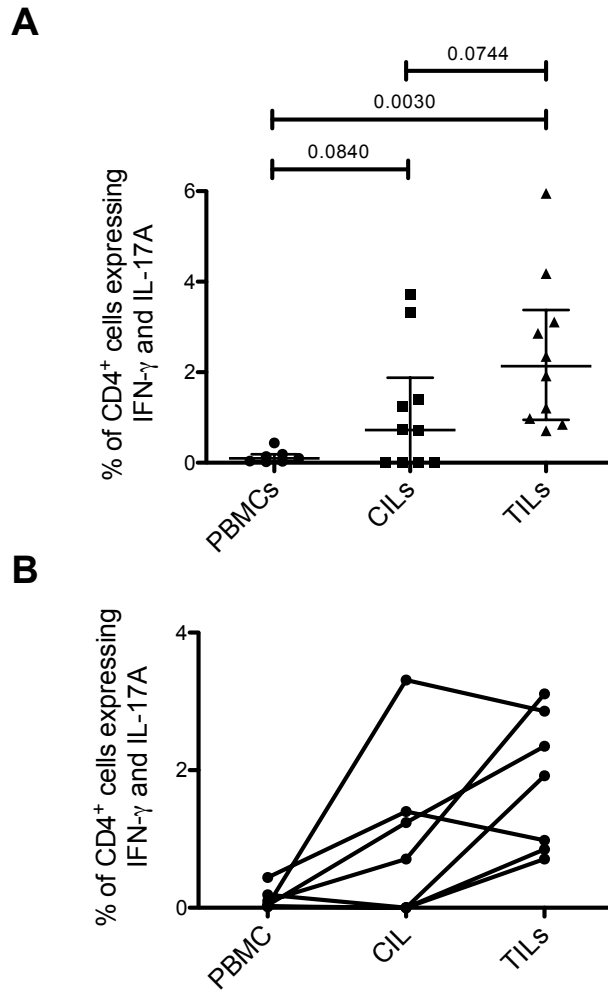 A
0.0744
0.0030
0.0840
% of CD4⁺ cells expressing
IFN-γ and IL-17A
6
4
2
0
PBMCs
CILs
TILs
B
% of CD4⁺ cells expressing
IFN-γ and IL-17A
4
2
0
PBMC
CIL
TILs